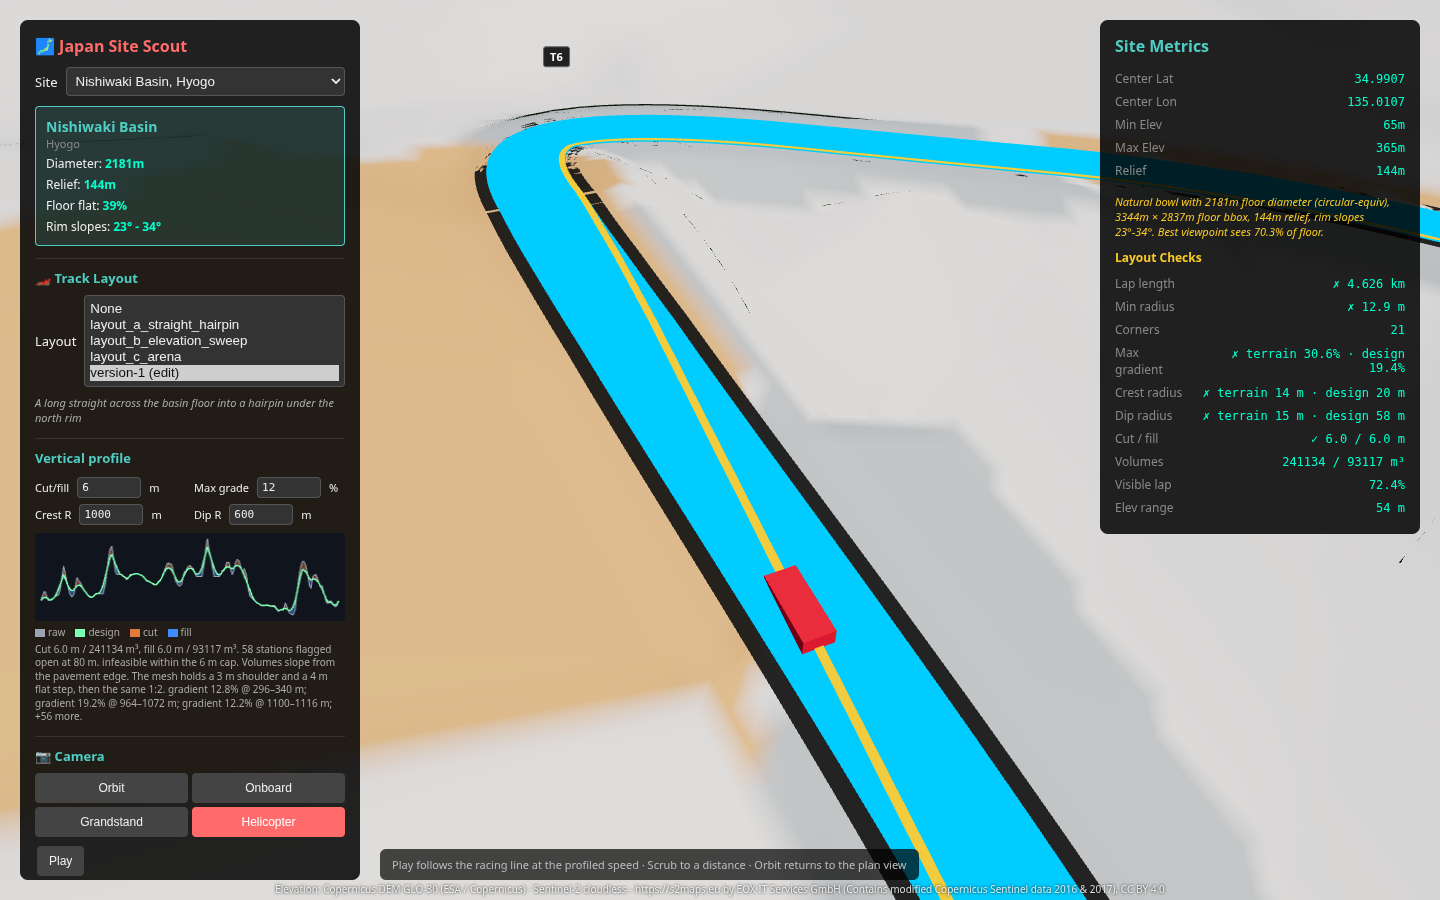 Japan Site Scout
Site Nishiwaki Basin, Hyogo
Nishiwaki Basin
Hyogo
Diameter: 2181m
Relief: 144m
Floor flat: 39%
Rim slopes: 23° - 34°
Track Layout
None
layout_a_straight_hairpin
Layout layout_b_elevation_sweep
layout_c_arena
version-1 (edit)
A long straight across the basin floor into a hairpin under the
north rim
Vertical profile
Cut/fill 6 m Max grade 12 %
Crest R 1000 m Dip R 600 m
raw design cut fill
Cut 6.0 m / 241134 m³, fill 6.0 m / 93117 m³. 58 stations flagged
open at 80 m. infeasible within the 6 m cap. Volumes slope from
the pavement edge. The mesh holds a 3 m shoulder and a 4 m
flat step, then the same 1:2. gradient 12.8% @ 296–340 m;
gradient 19.2% @ 964–1072 m; gradient 12.2% @ 1100–1116 m;
+56 more.
Camera
Orbit Onboard
Grandstand Helicopter
Play
T6
Site Metrics
Center Lat 34.9907
Center Lon 135.0107
Min Elev 65m
Max Elev 365m
Relief 144m
Natural bowl with 2181m floor diameter (circular-equiv),
3344m × 2837m floor bbox, 144m relief, rim slopes
23°-34°. Best viewpoint sees 70.3% of floor.
Layout Checks
Lap length ✗ 4.626 km
Min radius ✗ 12.9 m
Corners 21
Max gradient ✗ terrain 30.6% · design
19.4%
Crest radius ✗ terrain 14 m · design 20 m
Dip radius ✗ terrain 15 m · design 58 m
Cut / fill ✓ 6.0 / 6.0 m
Volumes 241134 / 93117 m³
Visible lap 72.4%
Elev range 54 m
Play follows the racing line at the profiled speed · Scrub to a distance · Orbit returns to the plan view
Elevation: Copernicus DEM GLO-30 (ESA / Copernicus) · Sentinel-2 cloudless - https://s2maps.eu by EOX IT Services GmbH (Contains modified Copernicus Sentinel data 2016 & 2017), CC BY 4.0